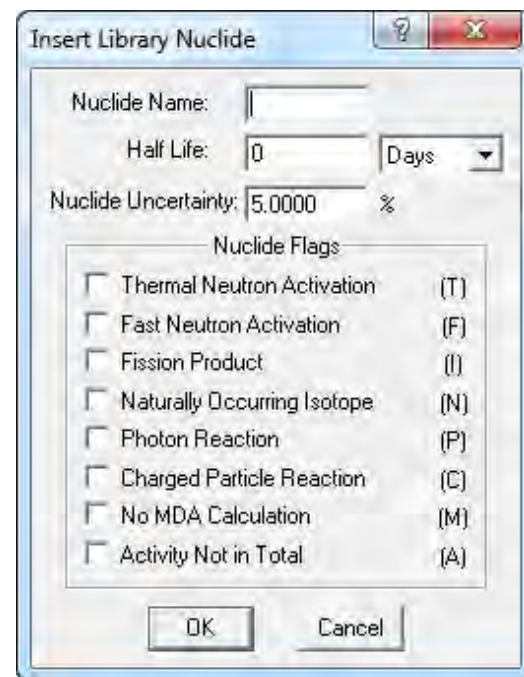 Insert Library Nuclide ?
Nuclide Name:
Half Life: 0 Days
Nuclide Uncertainty: 5.0000 %
Nuclide Flags
Thermal Neutron Activation (T)
Fast Neutron Activation (F)
Fission Product (I)
Naturally Occurring Isotope (N)
Photon Reaction (P)
Charged Particle Reaction (C)
No MDA Calculation (M)
Activity Not in Total (A)
OK Cancel